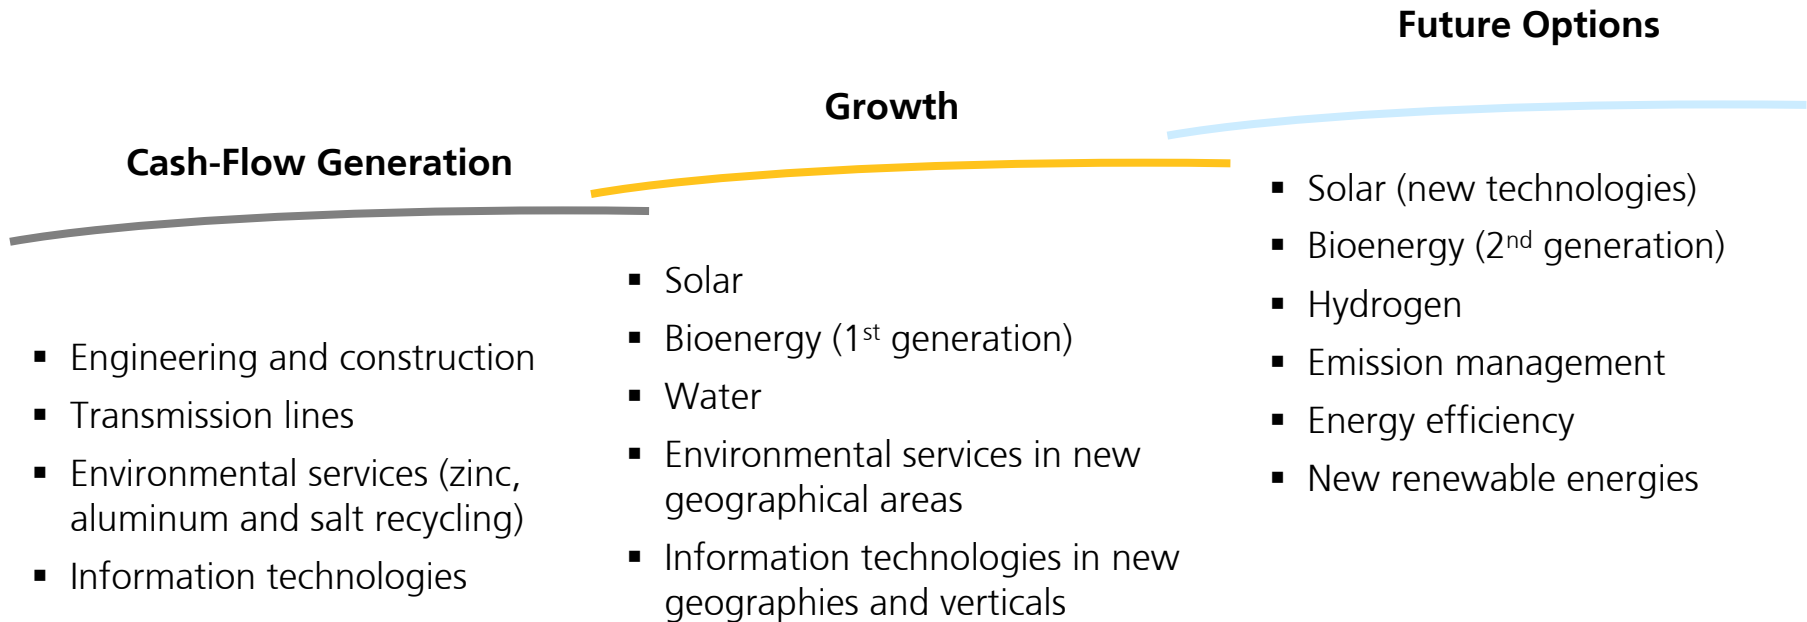 Cash-Flow Generation
▪ Engineering and construction
▪ Transmission lines
▪ Environmental services (zinc,
aluminum and salt recycling)
▪ Information technologies
Growth
▪ Solar
▪ Bioenergy (1st generation)
▪ Water
▪ Environmental services in new
geographical areas
▪ Information technologies in new
geographies and verticals
Future Options
▪ Solar (new technologies)
▪ Bioenergy (2nd generation)
▪ Hydrogen
▪ Emission management
▪ Energy efficiency
▪ New renewable energies